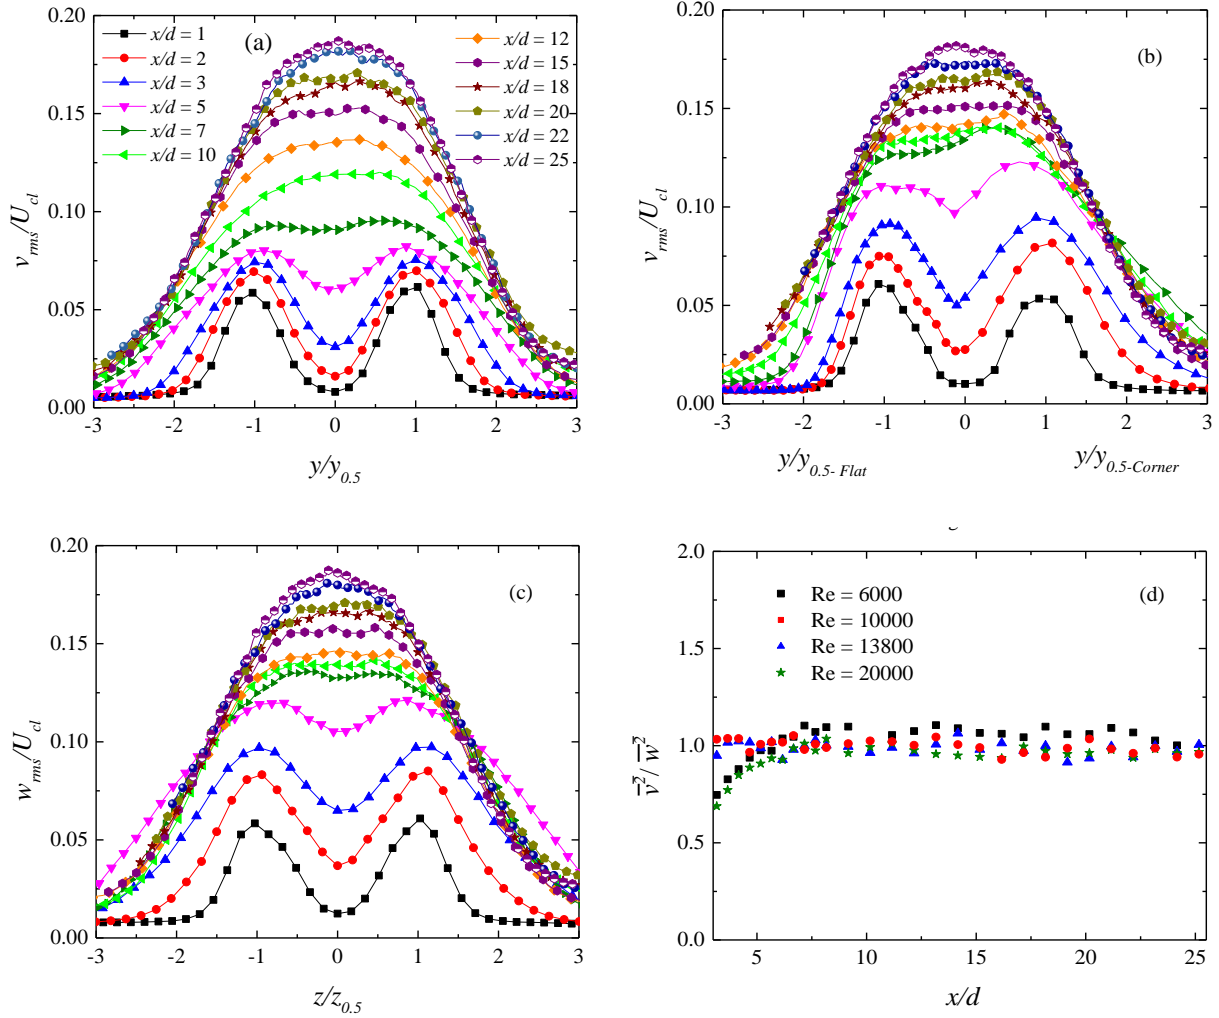 (a)
x/d = 1
x/d = 2
x/d = 3
x/d = 5
x/d = 7
x/d = 10
x/d = 12
x/d = 15
x/d = 18
x/d = 20
x/d = 22
x/d = 25
0.20
0.15
0.10
0.05
0.00
v_rms/U_cl
-3 -2 -1 0 1 2 3
y/y_0.5
(b)
0.20
0.15
0.10
0.05
0.00
v_rms/U_cl
-3 -2 -1 0 1 2 3
y/y_0.5- Flat
y/y_0.5-Corner
(c)
0.20
0.15
0.10
0.05
0.00
w_rms/U_cl
-3 -2 -1 0 1 2 3
z/z_0.5
(d)
Re = 6000
Re = 10000
Re = 13800
Re = 20000
2.0
1.5
1.0
0.5
0.0
v̅²/ w̅²
5 10 15 20 25
x/d